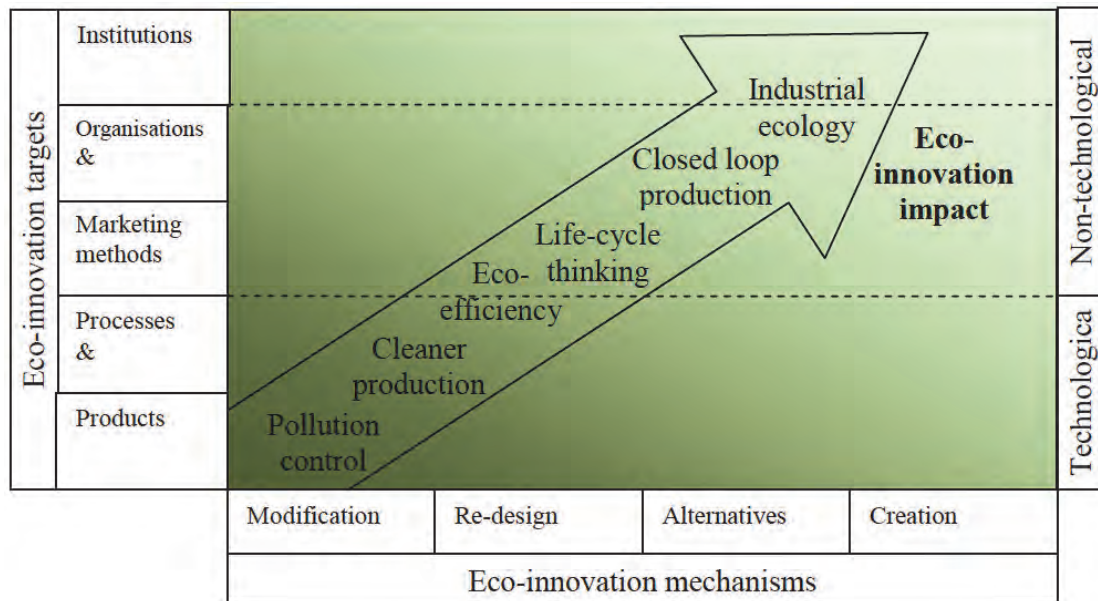 Eco-innovation targets
Institutions
Organisations
&
Marketing
methods
Processes
&
Products
Industrial
ecology
Closed loop
production
Life-cycle
thinking
Eco-
efficiency
Cleaner
production
Pollution
control
Eco-
innovation
impact
Non-technological
Technologica
Modification
Re-design
Alternatives
Creation
Eco-innovation mechanisms